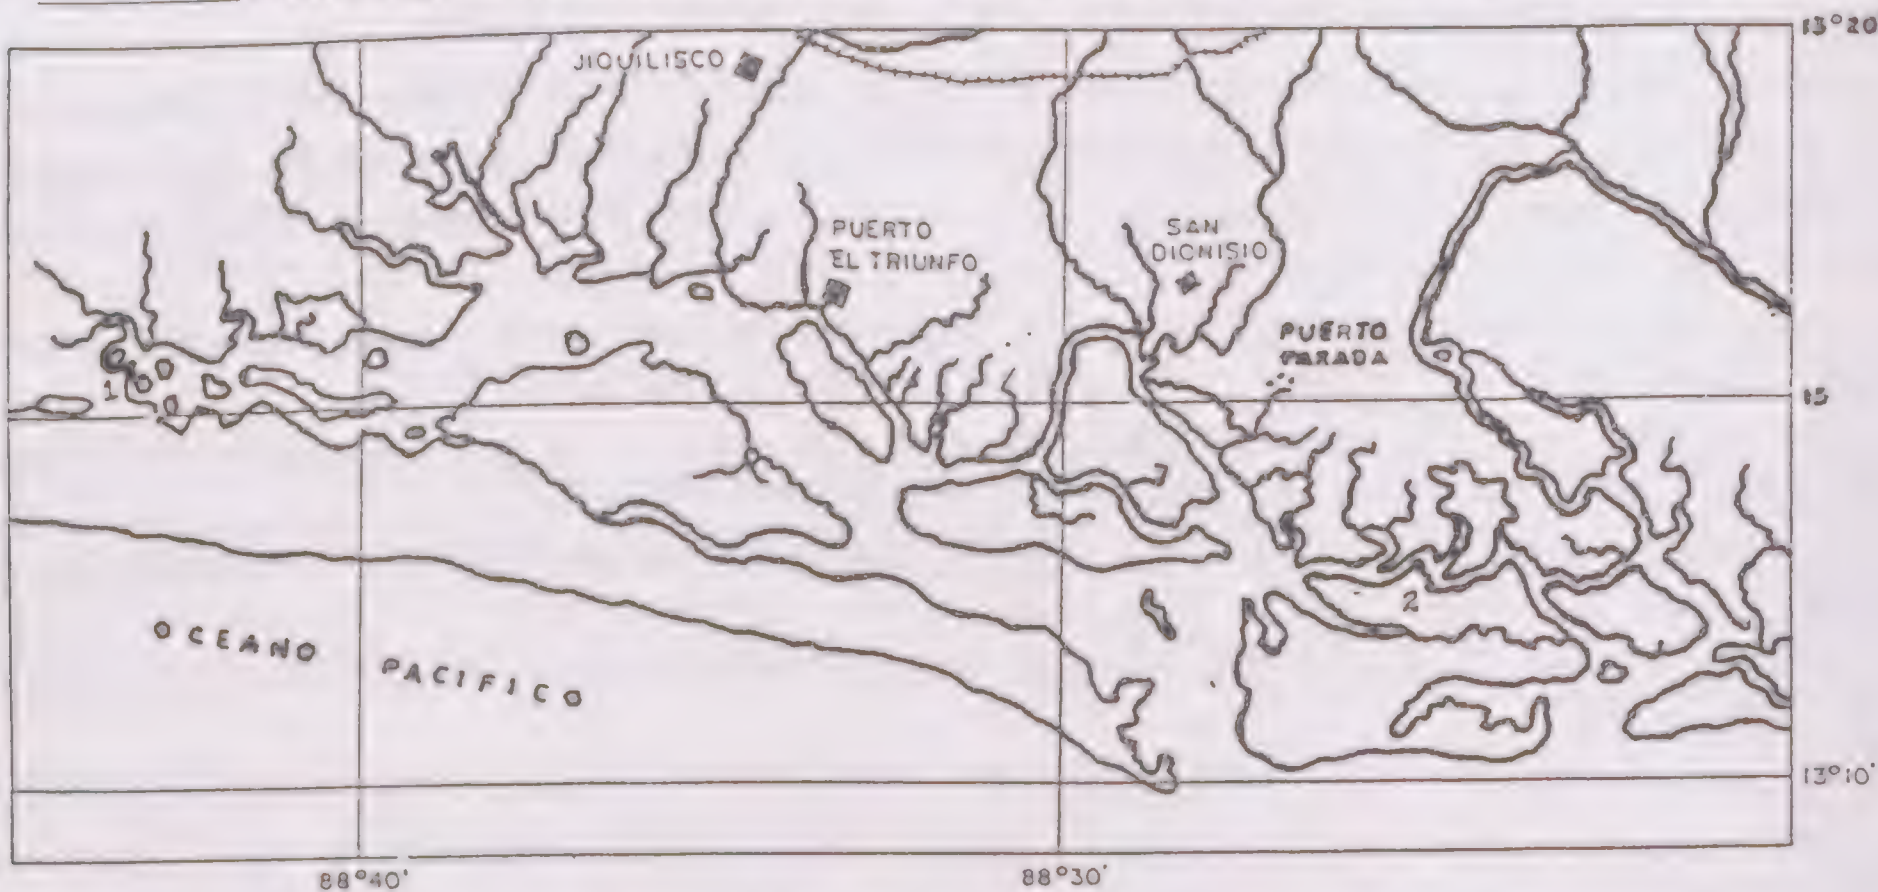 13°20
JIQUILISCO
PUERTO
EL TRIUNFO
SAN
DIONISIO
PUERTO
PARADA
1
15
2
OCEANO PACIFICO
13°10'
88°40'
88°30'